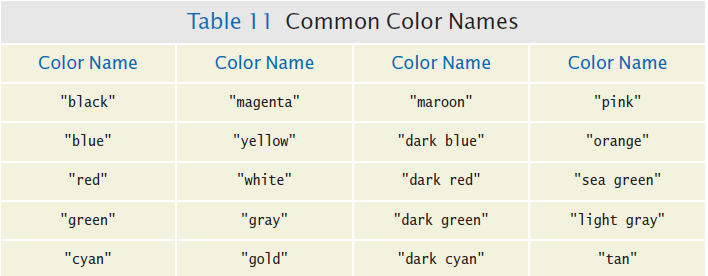 Table 11 Common Color Names
Color Name Color Name Color Name Color Name
"black" "magenta" "maroon" "pink"
"blue" "yellow" "dark blue" "orange"
"red" "white" "dark red" "sea green"
"green" "gray" "dark green" "light gray"
"cyan" "gold" "dark cyan" "tan"